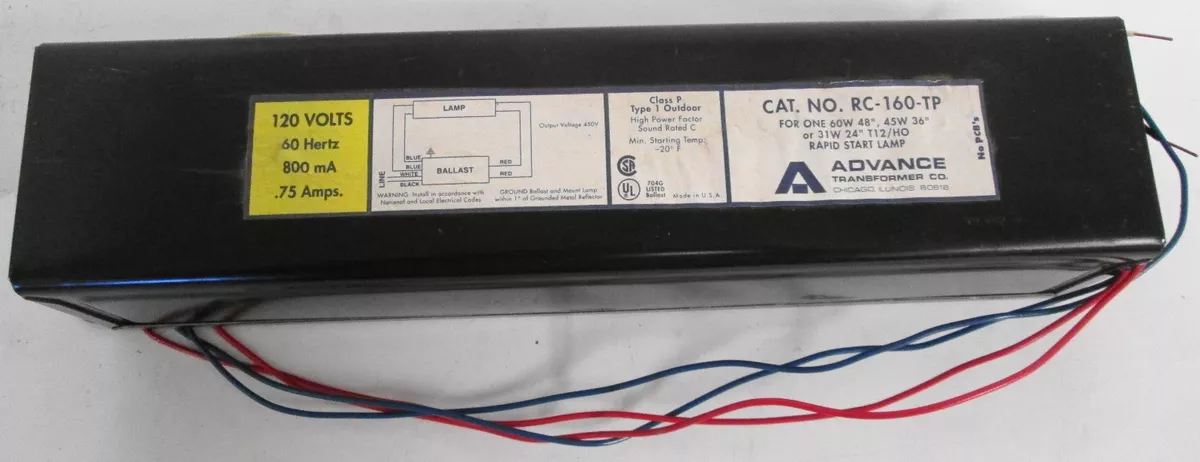 120 VOLTS
60 Hertz
800 mA
.75 Amps.
LAMP
Output Voltage 450V
BLUE
BLUE
WHITE
BLACK
LINE
BALLAST
RED
RED
WARNING: Install in accordance with
National and Local Electrical Codes
GROUND Ballast and Mount Lamp
within 1" of Grounded Metal Reflector
Class P
Type 1 Outdoor
High Power Factor
Sound Rated C
Min. Starting Temp:
-20° F
SA
UL
704G
LISTED
Ballast
Made in U.S.A.
CAT. NO. RC-160-TP
FOR ONE 60W 48", 45W 36"
or 31W 24" T12/HO
RAPID START LAMP
ADVANCE
TRANSFORMER CO.
CHICAGO, ILLINOIS 60618
No PCB's